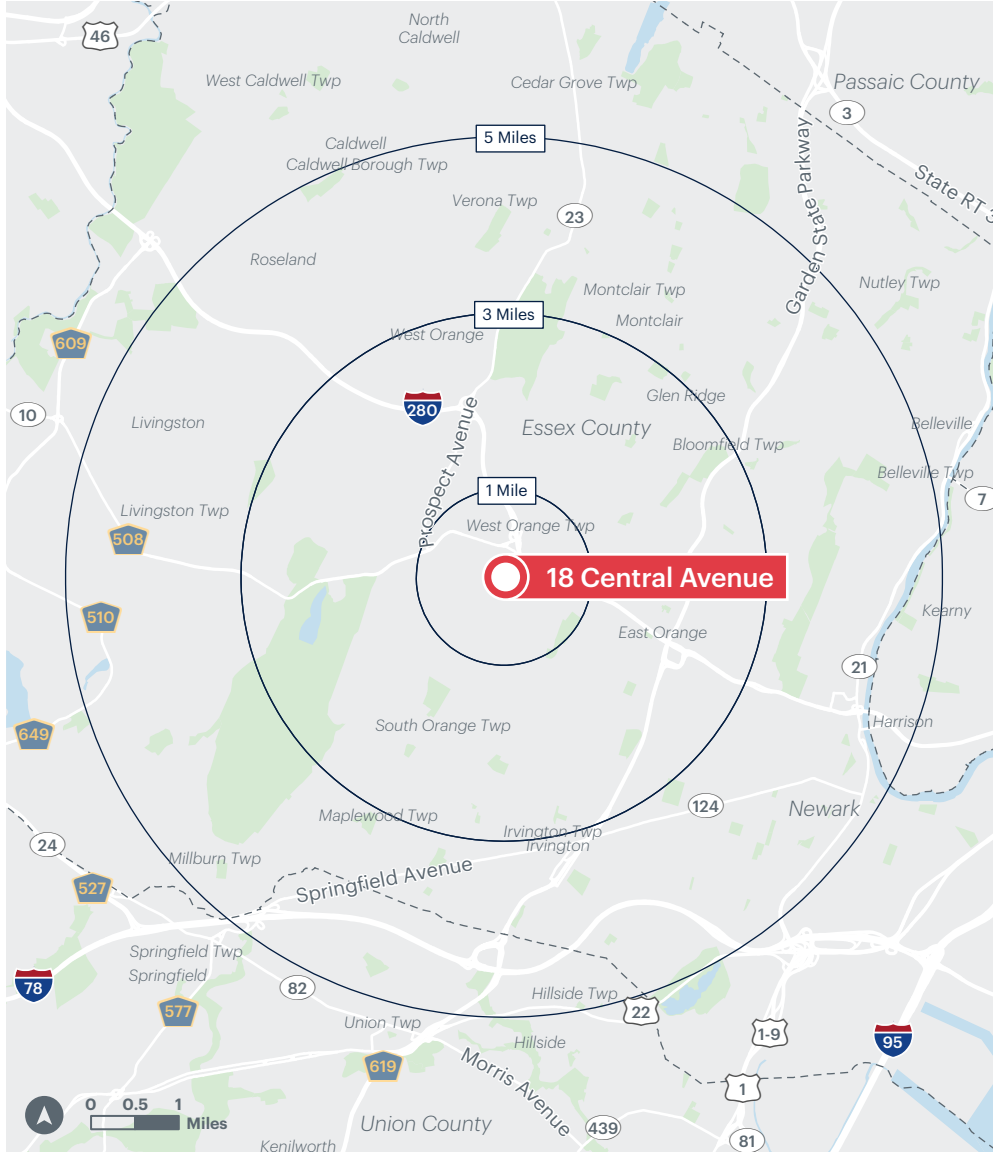 North
Caldwell
46
West Caldwell Twp
Cedar Grove Twp
Passaic County
3
5 Miles
Caldwell
Caldwell Borough Twp
State RT 3
Verona Twp
23
Garden State Parkway
Roseland
Montclair Twp
Nutley Twp
3 Miles
Montclair
West Orange
609
Glen Ridge
280
10
Livingston
Prospect Avenue
Essex County
Belleville
Bloomfield Twp
Belleville Twp
1 Mile
7
Livingston Twp
West Orange Twp
508
18 Central Avenue
510
Kearny
East Orange
21
South Orange Twp
Harrison
649
124
Newark
Maplewood Twp
Irvington Twp
Irvington
24
Millburn Twp
Springfield Avenue
527
Springfield Twp
Springfield
78
82
Hillside Twp
22
577
Union Twp
1-9
Hillside
95
619
Morris Avenue
1
0 0.5 1
Miles
Union County
439
81
Kenilworth